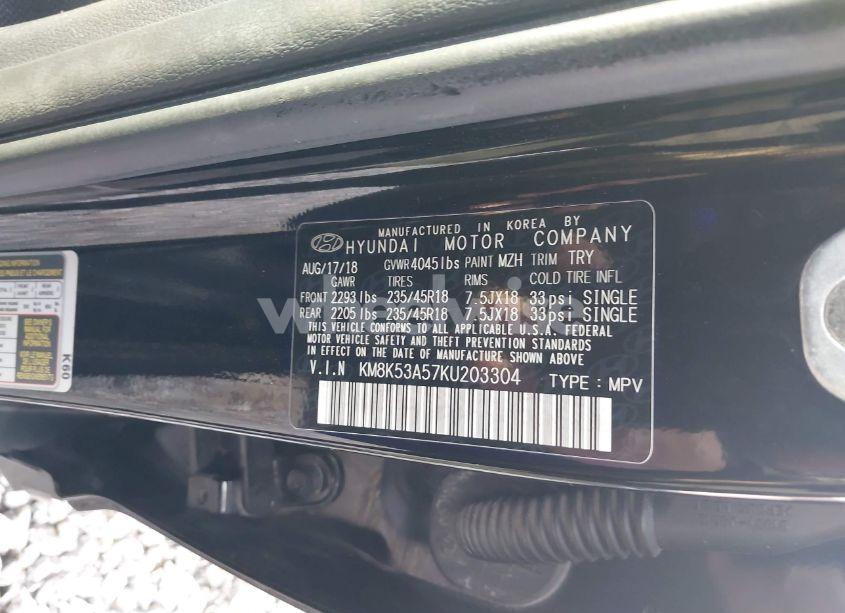 MANUFACTURED IN KOREA BY
HYUNDAI MOTOR COMPANY
AUG/17/18 GVWR 4045lbs PAINT MZH TRIM TRY
GAWR TIRES RIMS COLD TIRE INFL
FRONT 2293 lbs 235/45R18 7.5JX18 33psi SINGLE
REAR 2205 lbs 235/45R18 7.5JX18 33psi SINGLE
THIS VEHICLE CONFORMS TO ALL APPLICABLE U.S.A. FEDERAL
MOTOR VEHICLE SAFETY AND THEFT PREVENTION STANDARDS
IN EFFECT ON THE DATE OF MANUFACTURE SHOWN ABOVE
V.I.N KM8K53A57KU203304 TYPE : MPV
K60